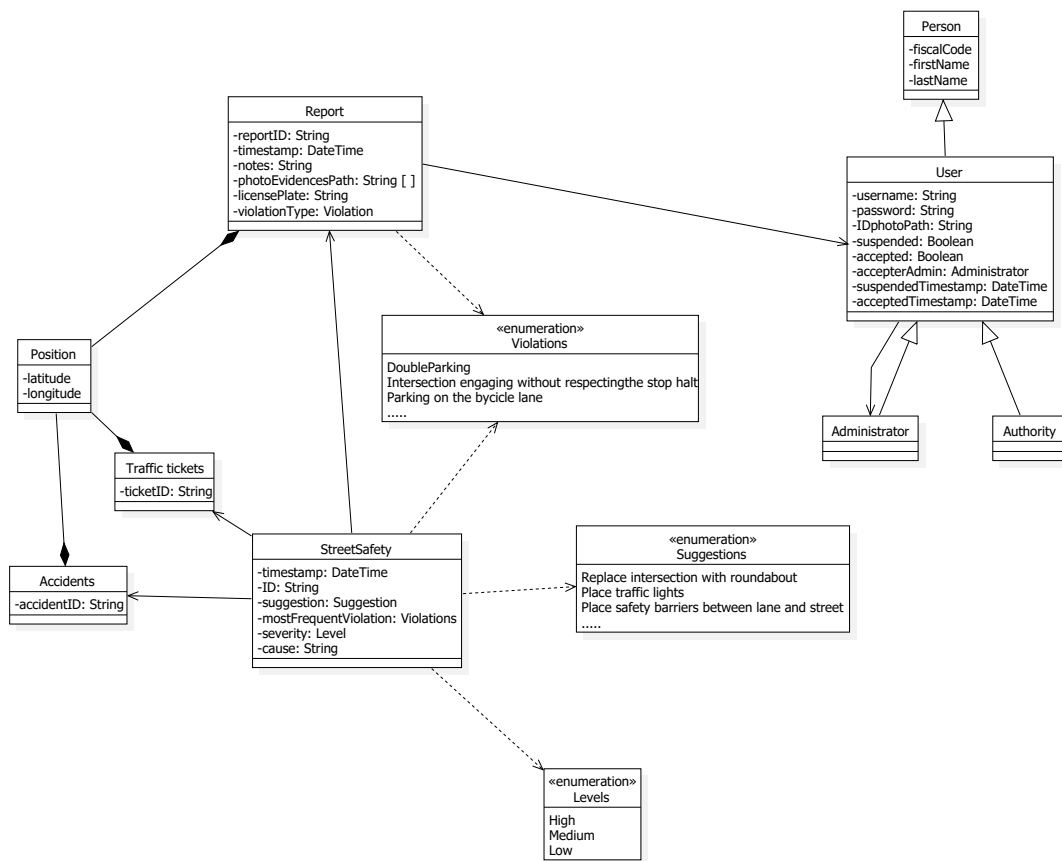 Person
-fiscalCode
-firstName
-lastName
Report
-reportID: String
-timestamp: DateTime
-notes: String
-photoEvidencesPath: String [ ]
-licensePlate: String
-violationType: Violation
User
-username: String
-password: String
-IDphotoPath: String
-suspended: Boolean
-accepted: Boolean
-accepterAdmin: Administrator
-suspendedTimestamp: DateTime
-acceptedTimestamp: DateTime
«enumeration»
Violations
DoubleParking
Intersection engaging without respectingthe stop halt
Parking on the bycicle lane
.....
Position
-latitude
-longitude
Administrator
Authority
Traffic tickets
-ticketID: String
StreetSafety
-timestamp: DateTime
-ID: String
-suggestion: Suggestion
-mostFrequentViolation: Violations
-severity: Level
-cause: String
«enumeration»
Suggestions
Replace intersection with roundabout
Place traffic lights
Place safety barriers between lane and street
.....
Accidents
-accidentID: String
«enumeration»
Levels
High
Medium
Low